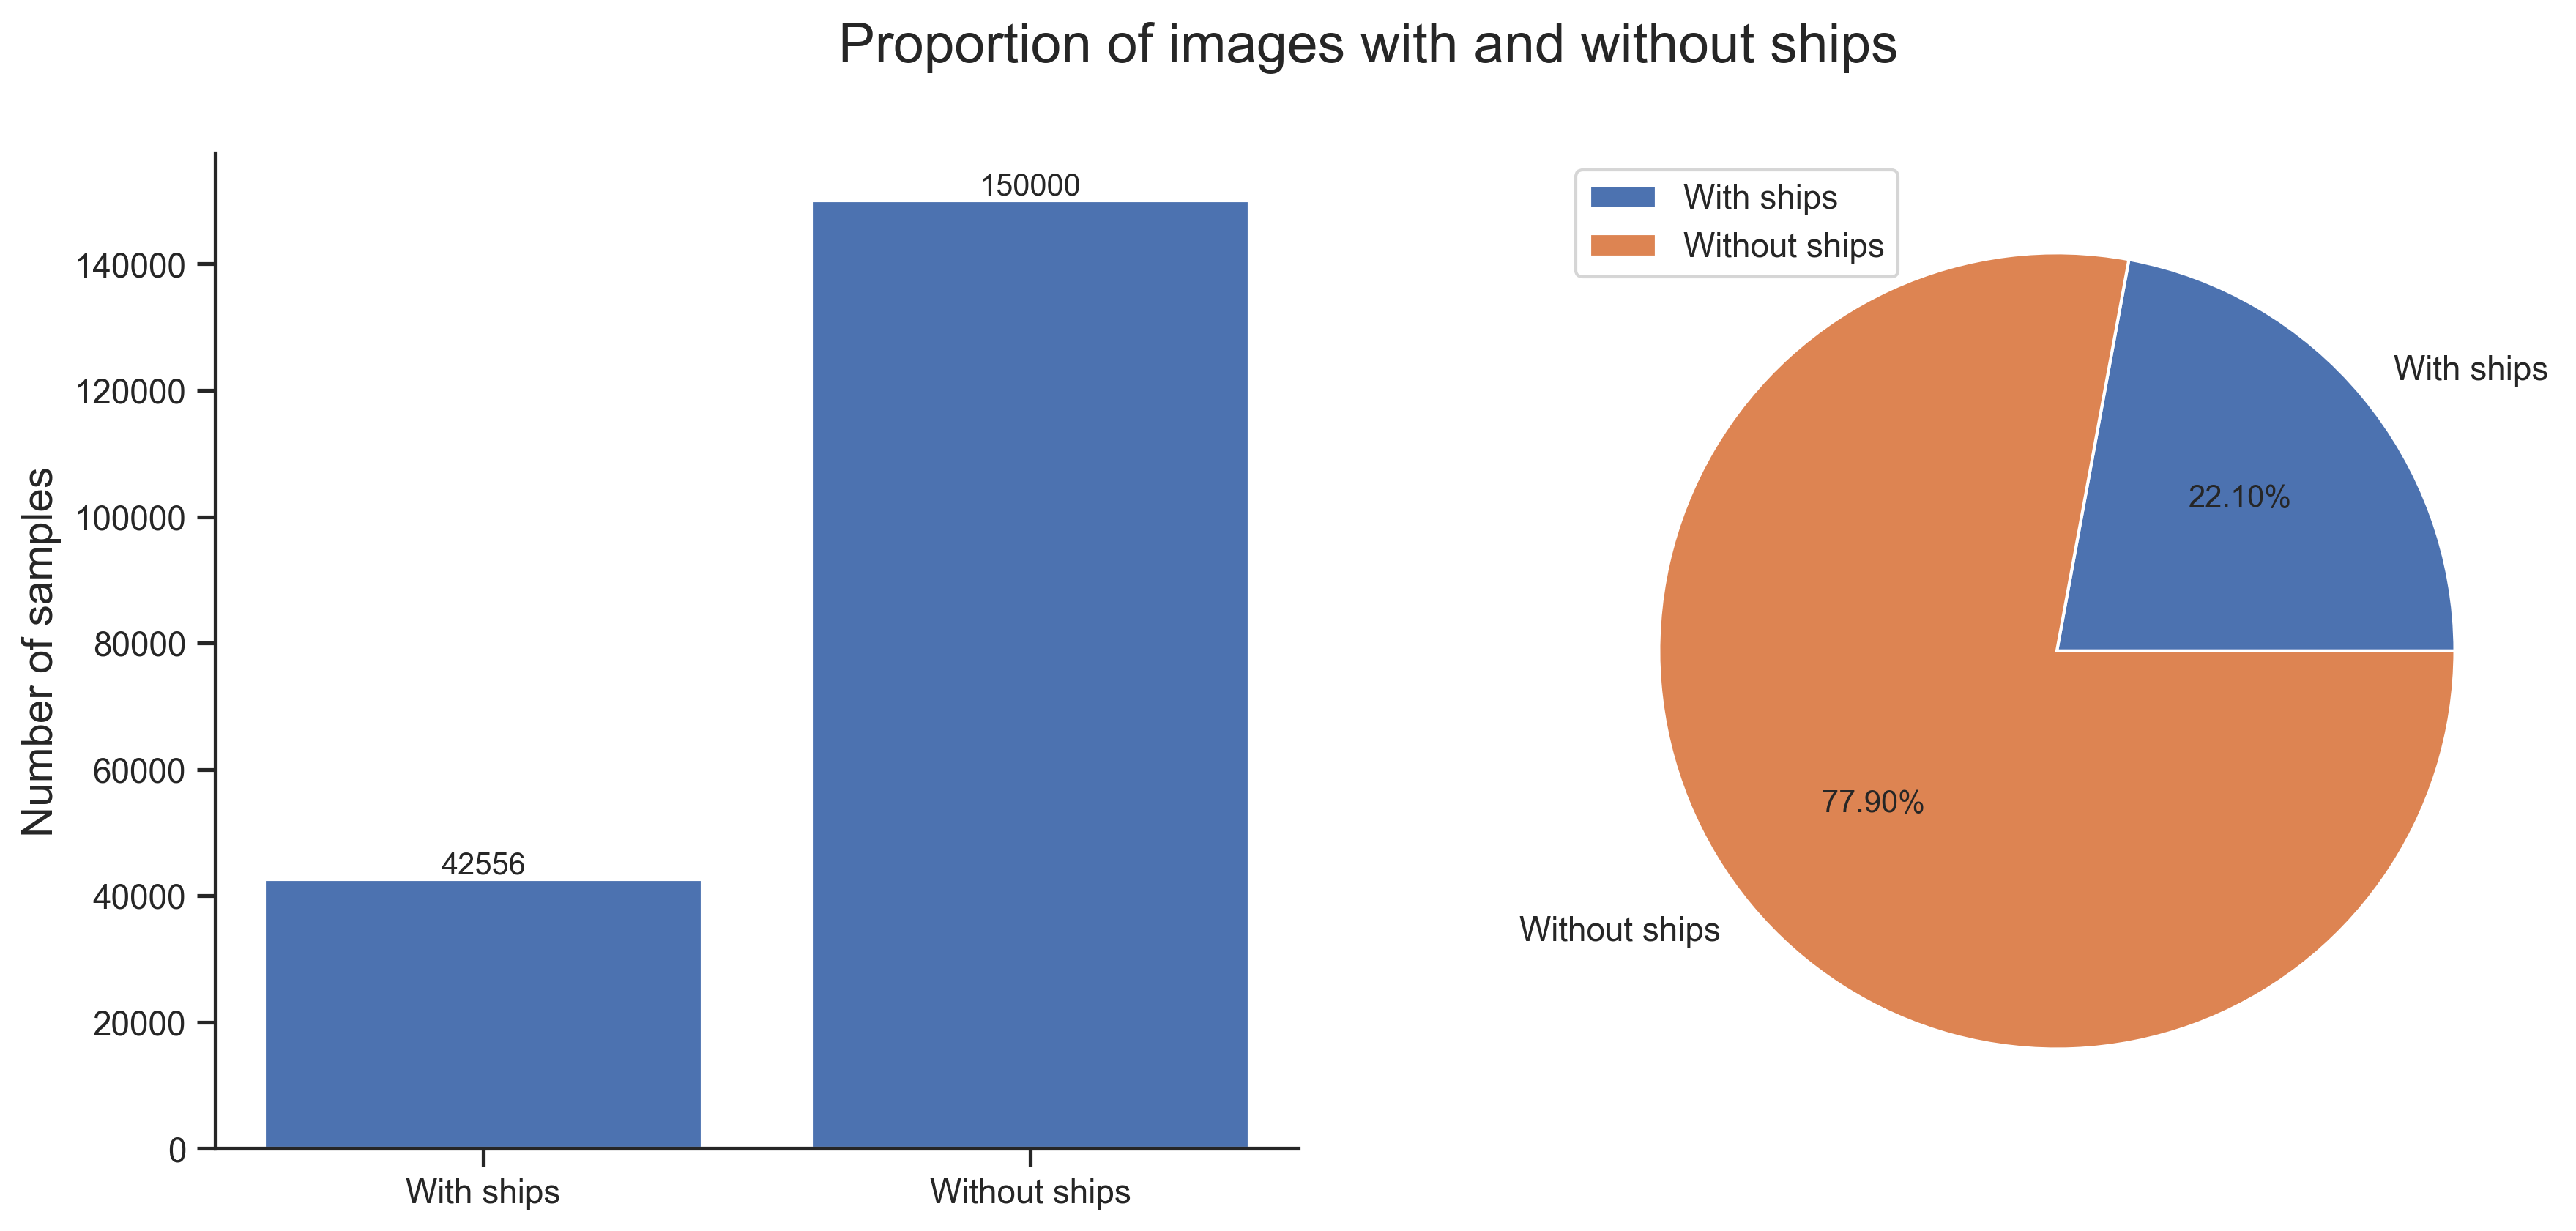 Proportion of images with and without ships
Number of samples
140000
120000
100000
80000
60000
40000
20000
0
42556
150000
With ships
Without ships
With ships
Without ships
With ships
22.10%
77.90%
Without ships